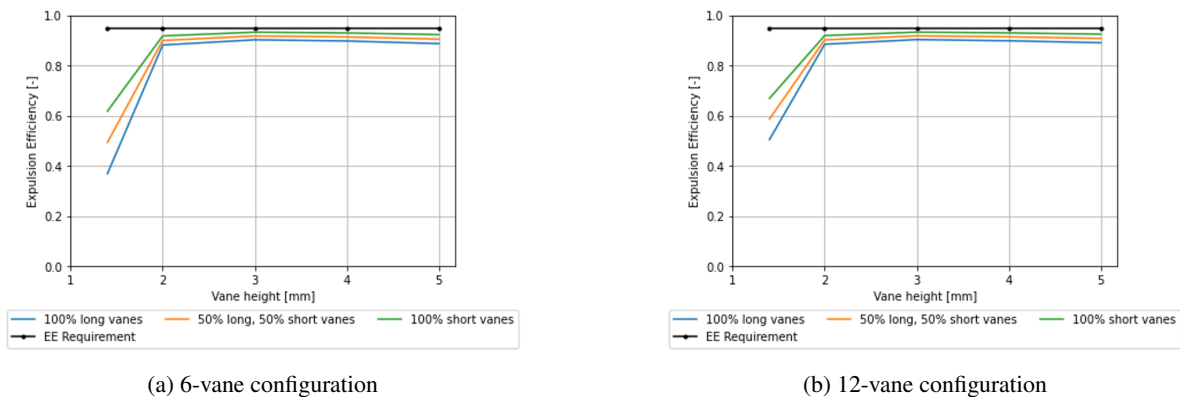 1.0
0.8
0.6
0.4
0.2
0.0
Expulsion Efficiency [-]
1 2 3 4 5
Vane height [mm]
100% long vanes 50% long, 50% short vanes 100% short vanes
EE Requirement
(a) 6-vane configuration
1.0
0.8
0.6
0.4
0.2
0.0
Expulsion Efficiency [-]
1 2 3 4 5
Vane height [mm]
100% long vanes 50% long, 50% short vanes 100% short vanes
EE Requirement
(b) 12-vane configuration